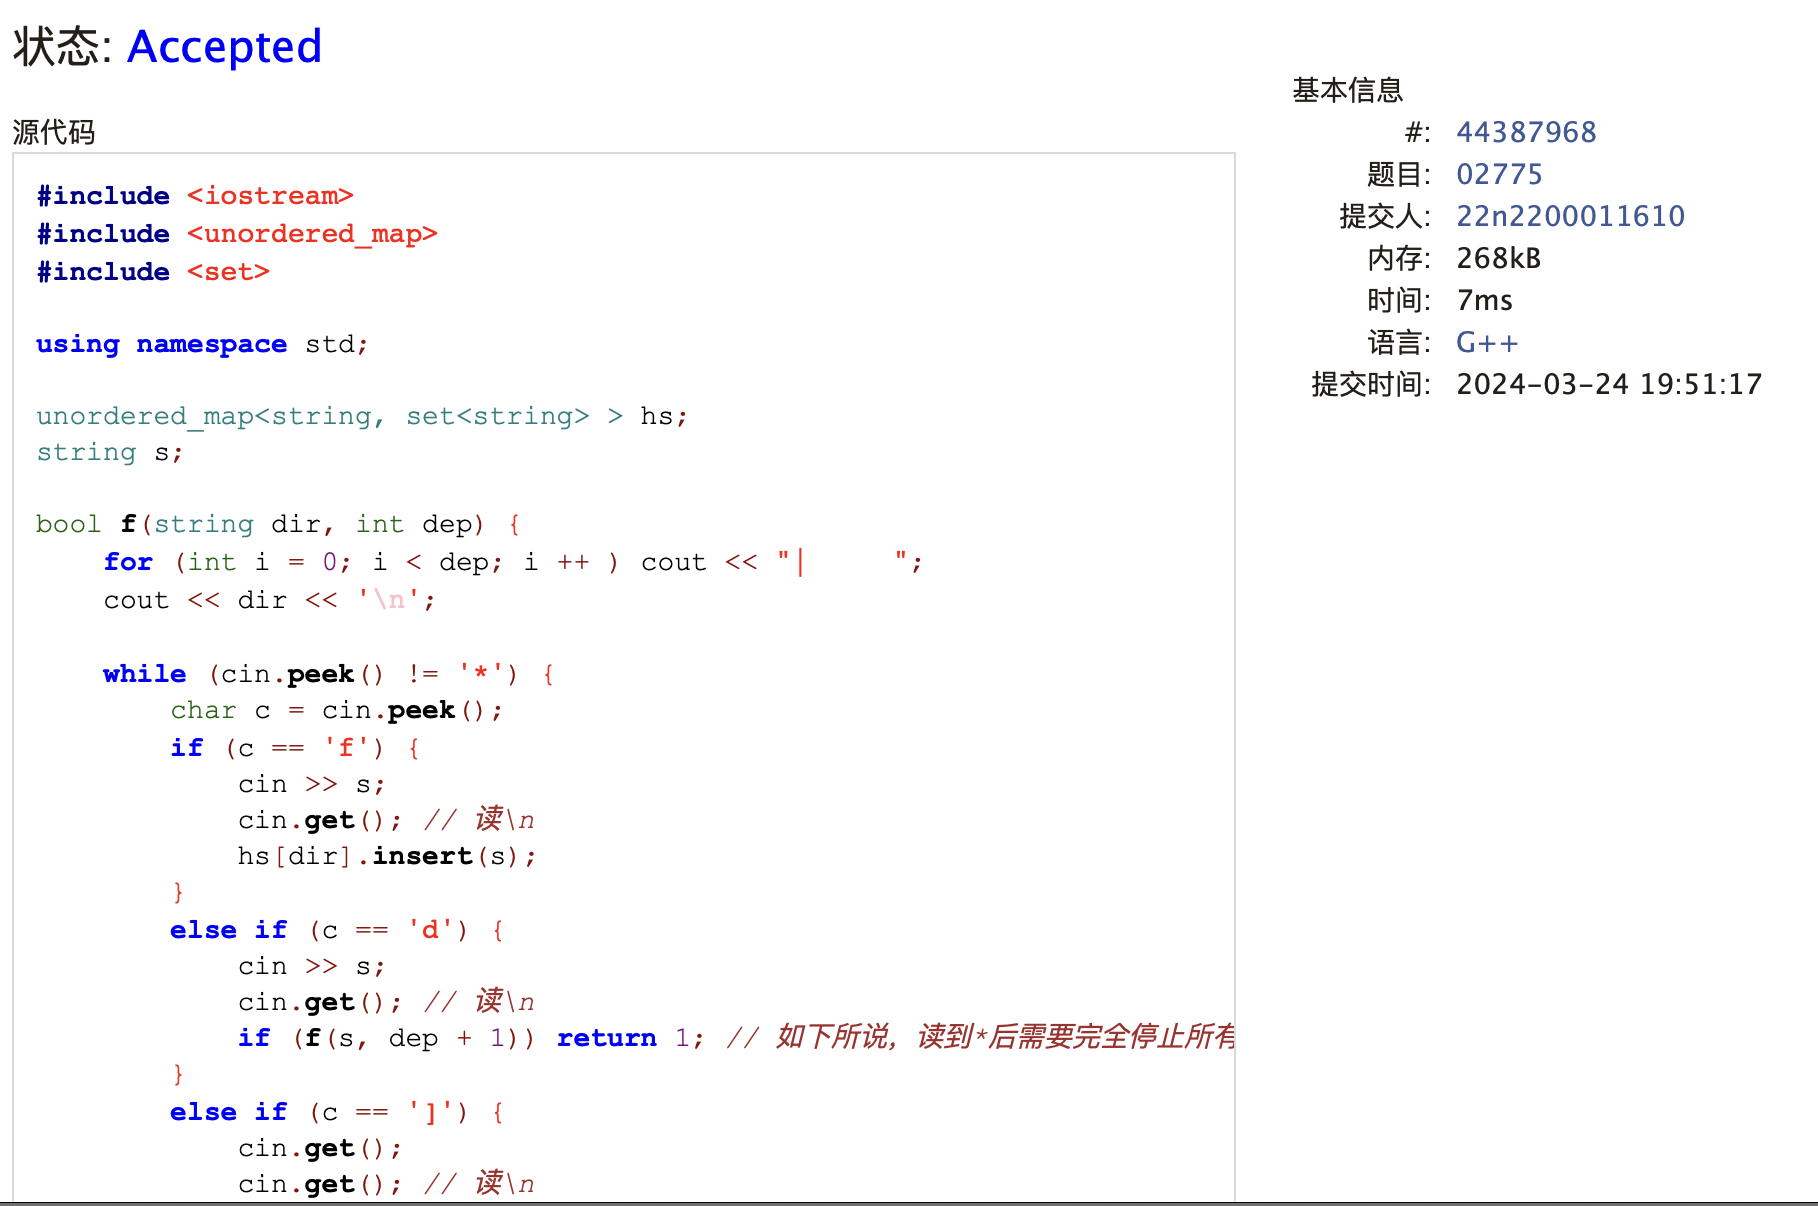 状态: Accepted
源代码
#include <iostream>
#include <unordered_map>
#include <set>
using namespace std;
unordered_map<string, set<string> > hs;
string s;
bool f(string dir, int dep) {
    for (int i = 0; i < dep; i ++ ) cout << "|     ";
    cout << dir << '\n';
    while (cin.peek() != '*') {
        char c = cin.peek();
        if (c == 'f') {
            cin >> s;
            cin.get(); // 读\n
            hs[dir].insert(s);
        }
        else if (c == 'd') {
            cin >> s;
            cin.get(); // 读\n
            if (f(s, dep + 1)) return 1; // 如下所说，读到*后需要完全停止所有
        }
        else if (c == ']') {
            cin.get();
            cin.get(); // 读\n
基本信息
#: 44387968
题目: 02775
提交人: 22n2200011610
内存: 268kB
时间: 7ms
语言: G++
提交时间: 2024-03-24 19:51:17